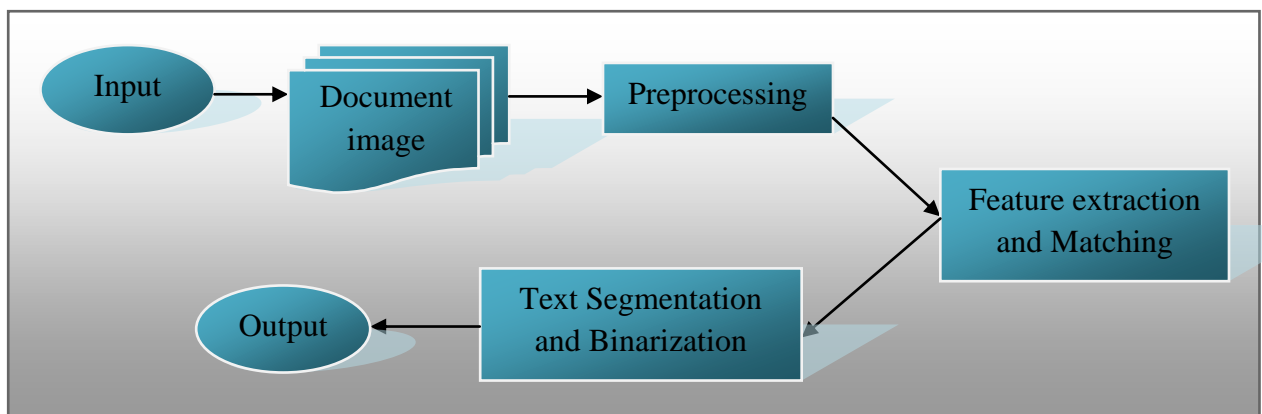 Input
Document
image
Preprocessing
Feature extraction
and Matching
Text Segmentation
and Binarization
Output